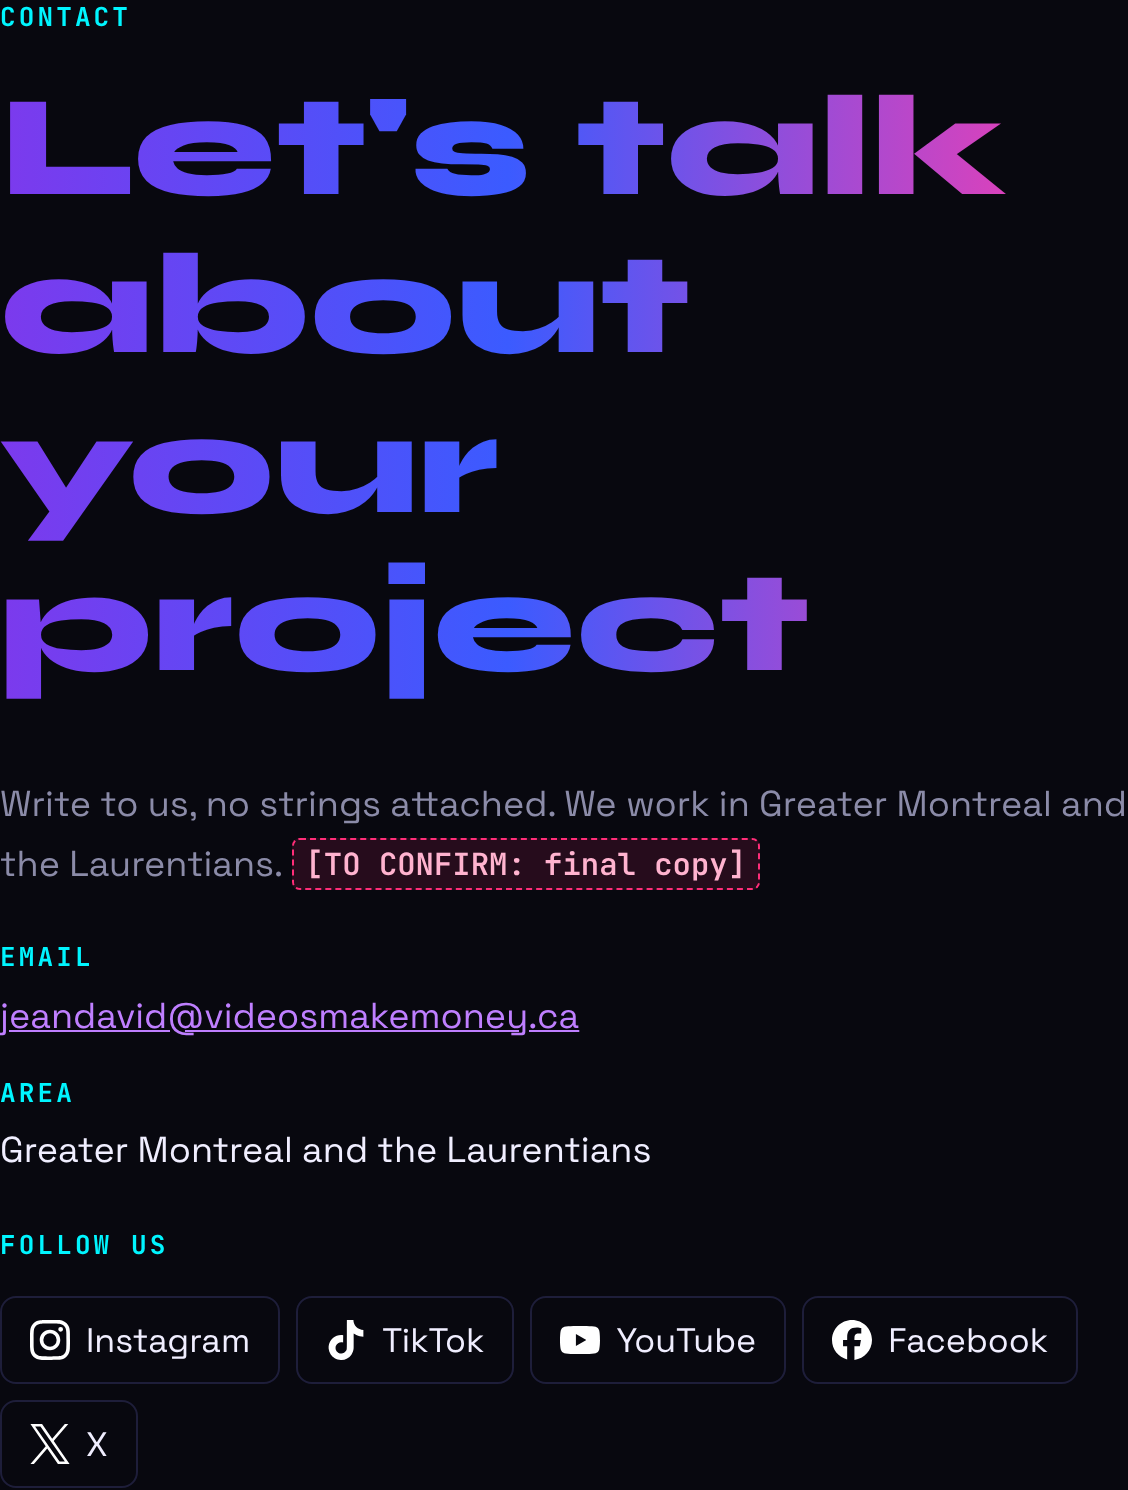 CONTACT
Let's talk
about
your
project
Write to us, no strings attached. We work in Greater Montreal and
the Laurentians. [TO CONFIRM: final copy]
EMAIL
jeandavid@videosmakemoney.ca
AREA
Greater Montreal and the Laurentians
FOLLOW US
Instagram TikTok YouTube Facebook
X